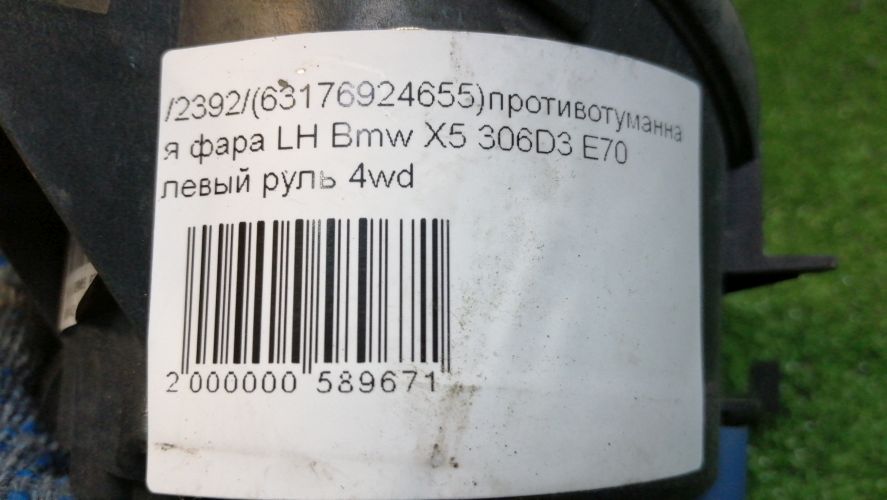 /2392/(63176924655)противотуманна
я фара LH Bmw X5 306D3 E70
левый руль 4wd
2 000000 589671